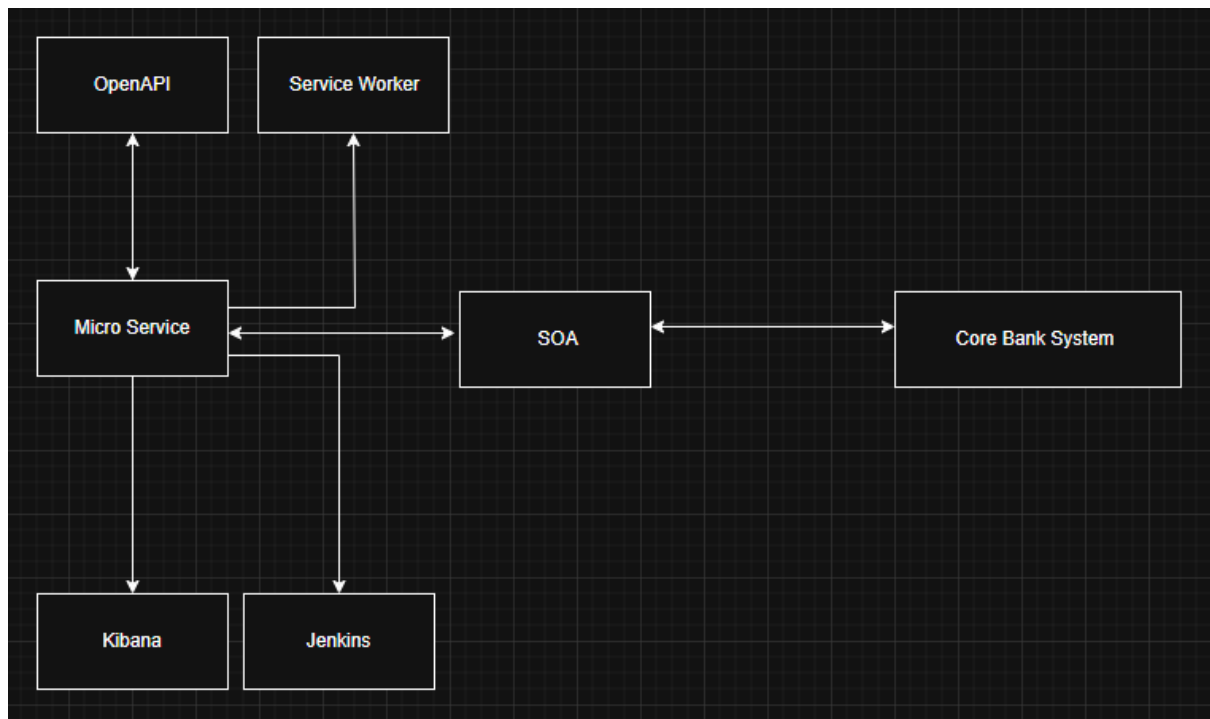 OpenAPI
Service Worker
Micro Service
SOA
Core Bank System
Kibana
Jenkins